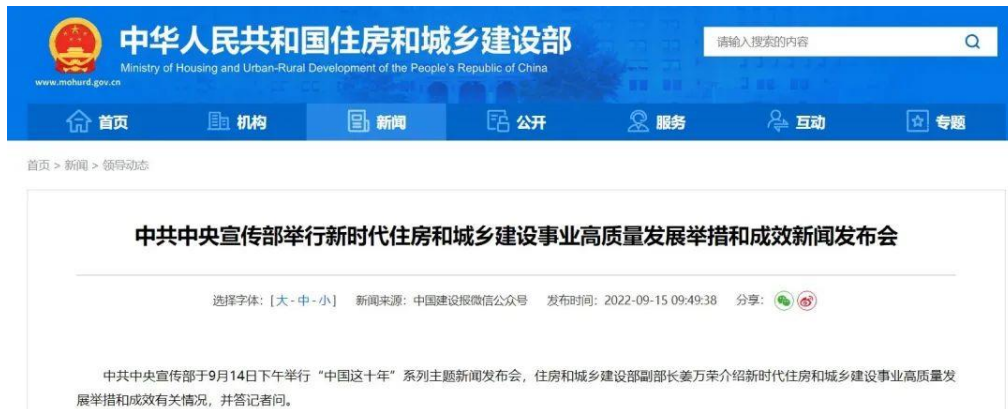 中华人民共和国住房和城乡建设部
Ministry of Housing and Urban-Rural Development of the People's Republic of China
www.mohurd.gov.cn
请输入搜索的内容
首页 机构 新闻 公开 服务 互动 专题
首页 > 新闻 > 领导动态
中共中央宣传部举行新时代住房和城乡建设事业高质量发展举措和成效新闻发布会
选择字体：[大-中-小] 新闻来源：中国建设报微信公众号 发布时间：2022-09-15 09:49:38 分享：
中共中央宣传部于9月14日下午举行“中国这十年”系列主题新闻发布会，住房和城乡建设部副部长姜万荣介绍新时代住房和城乡建设事业高质量发
展举措和成效有关情况，并答记者问。